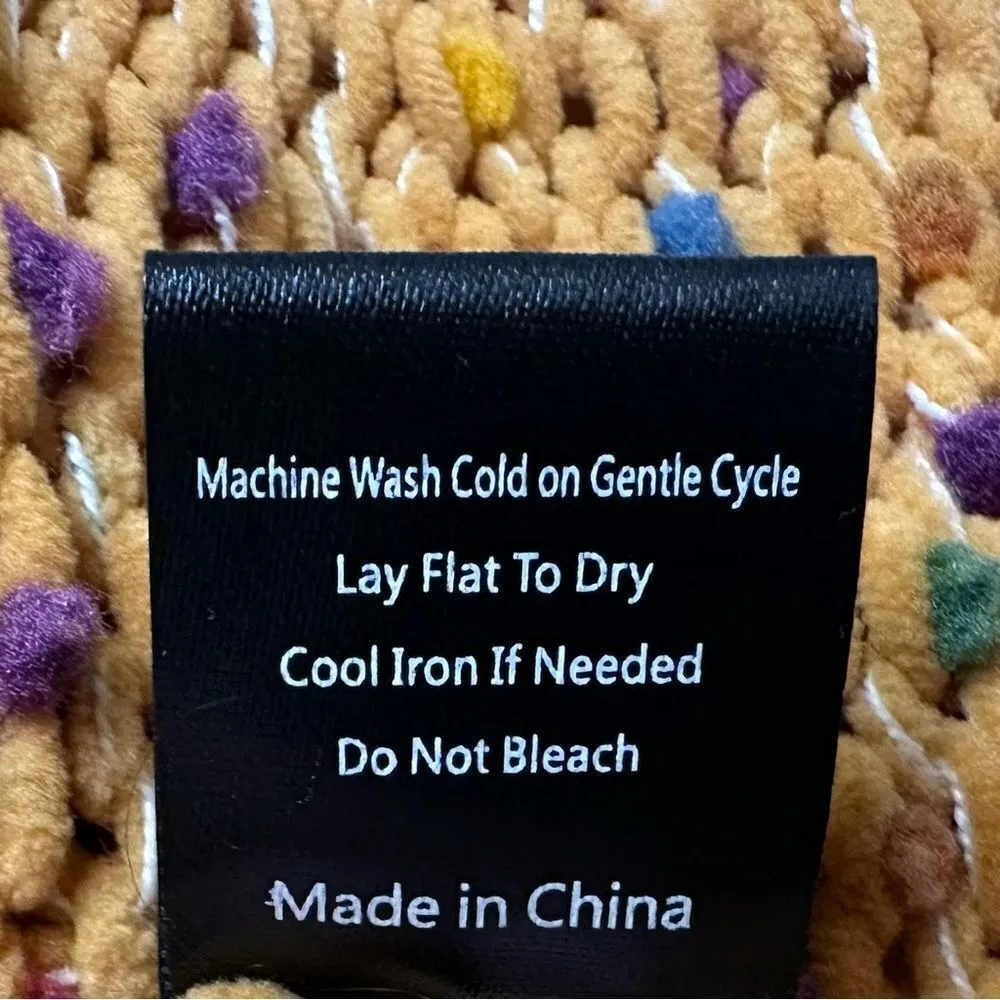 Machine Wash Cold on Gentle Cycle
Lay Flat To Dry
Cool Iron If Needed
Do Not Bleach
Made in China